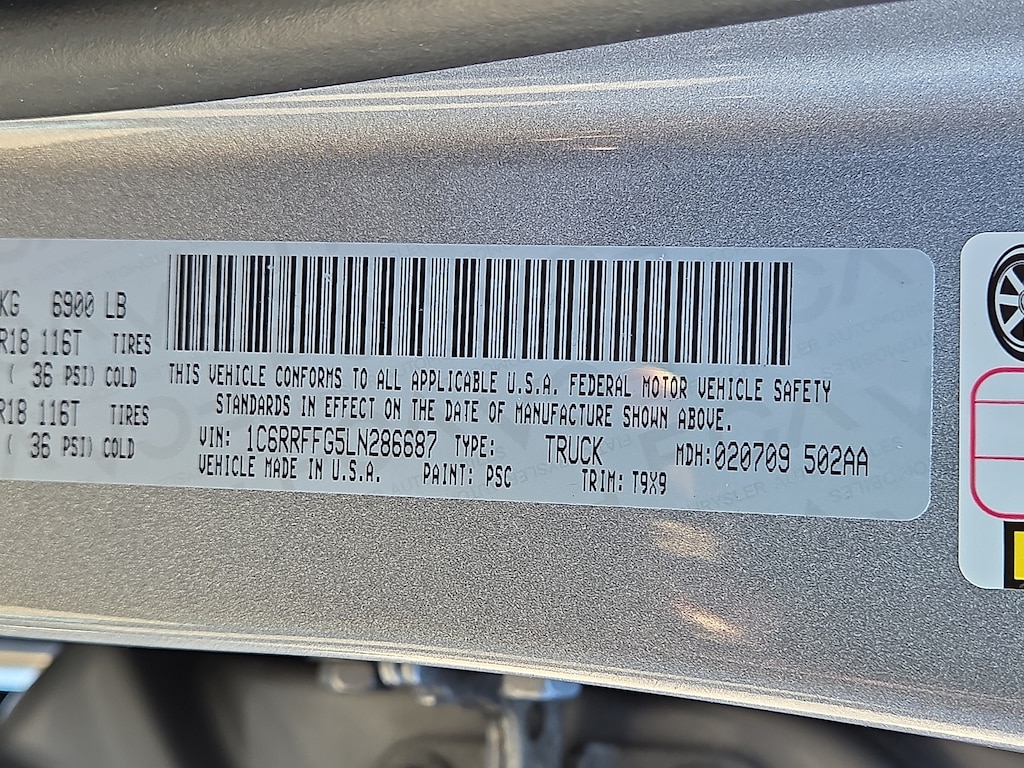 KG 6900 LB
R18 116T TIRES
( 36 PSI) COLD
R18 116T TIRES
( 36 PSI) COLD
THIS VEHICLE CONFORMS TO ALL APPLICABLE U.S.A. FEDERAL MOTOR VEHICLE SAFETY
STANDARDS IN EFFECT ON THE DATE OF MANUFACTURE SHOWN ABOVE.
VIN: 1C6RRFFG5LN286687 TYPE: TRUCK MDH:020709 502AA
VEHICLE MADE IN U.S.A. PAINT: PSC TRIM: T9X9